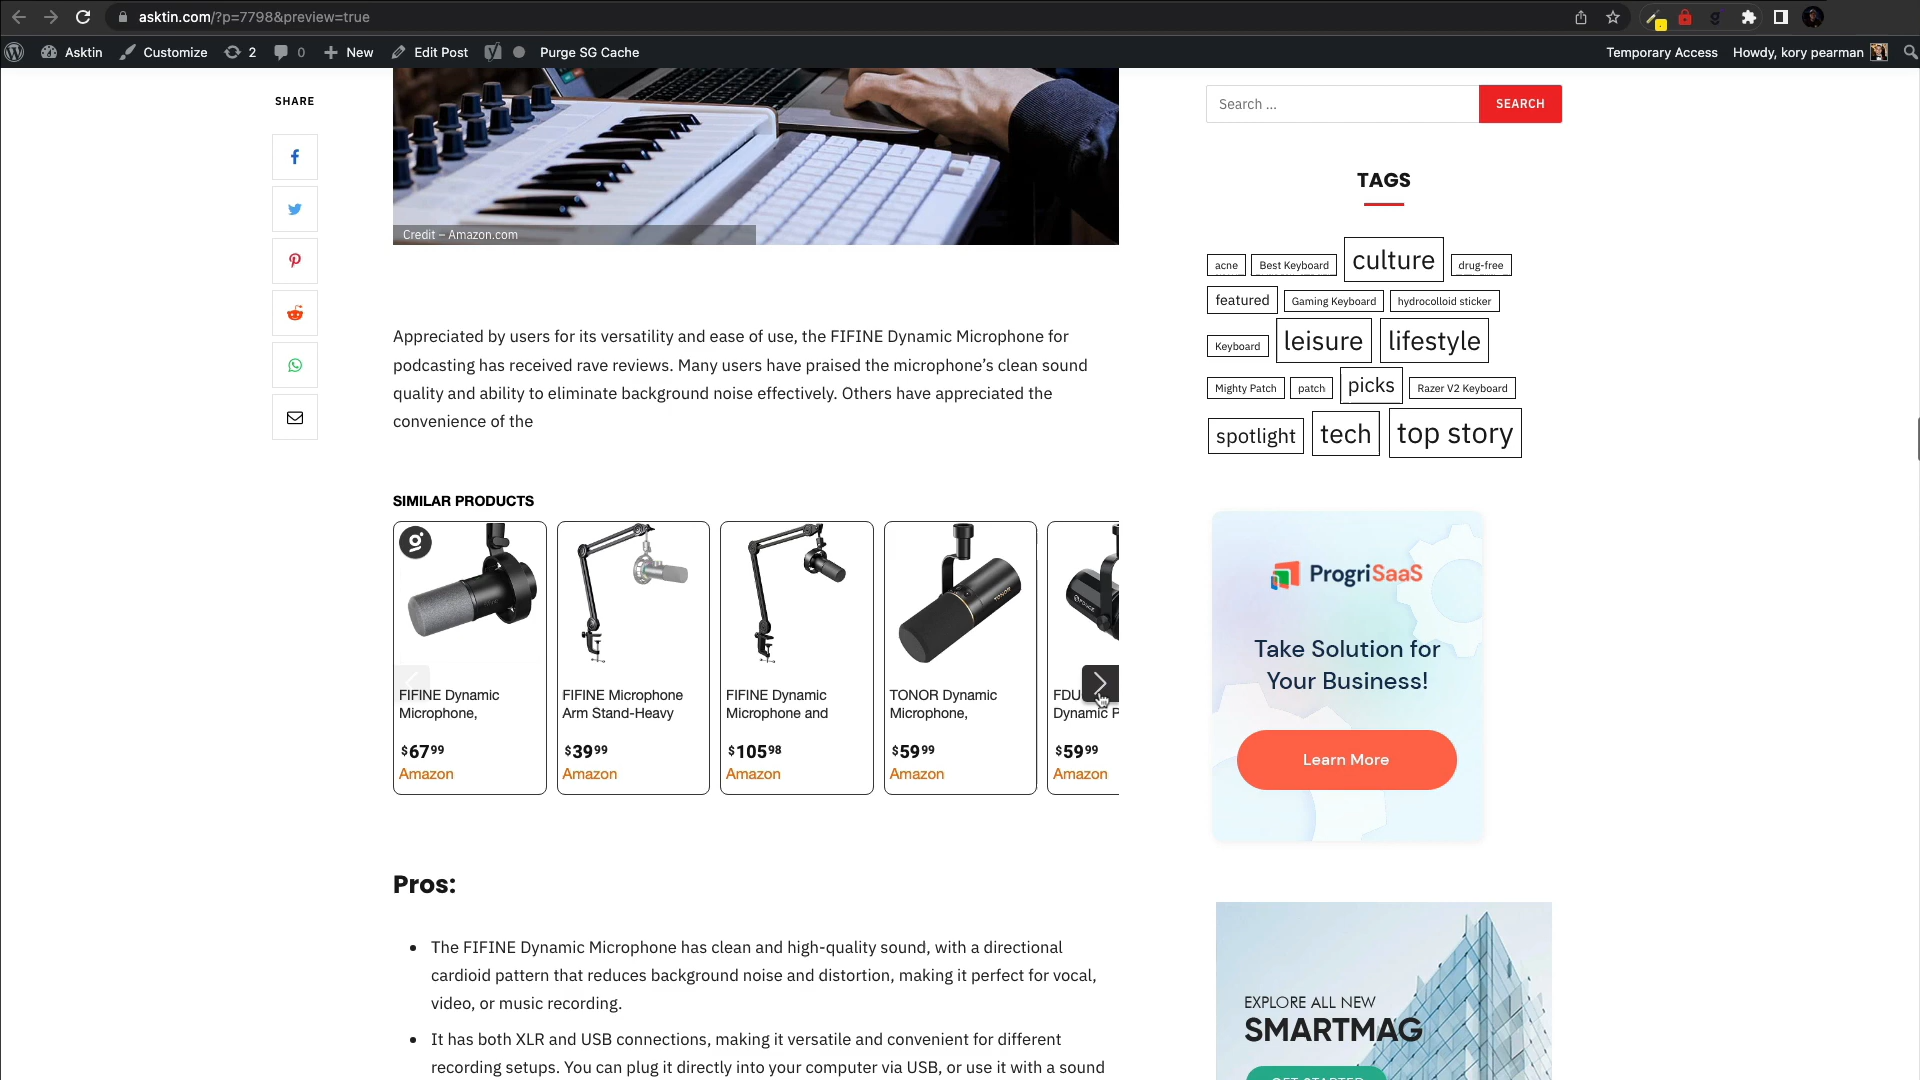 asktin.com/?p=7798&preview=true
Asktin
Customize
2
0
New
Edit Post
Purge SG Cache
Temporary Access
Howdy, kory pearman
SHARE
Credit – Amazon.com
Appreciated by users for its versatility and ease of use, the FIFINE Dynamic Microphone for
podcasting has received rave reviews. Many users have praised the microphone’s clean sound
quality and ability to eliminate background noise effectively. Others have appreciated the
convenience of the
SIMILAR PRODUCTS
FIFINE Dynamic
Microphone,
$67 99
Amazon
FIFINE Microphone
Arm Stand-Heavy
$39 99
Amazon
FIFINE Dynamic
Microphone and
$105 98
Amazon
TONOR
TONOR Dynamic
Microphone,
$59 99
Amazon
FDU
Dynamic P
$59 99
Amazon
Pros:
The FIFINE Dynamic Microphone has clean and high-quality sound, with a directional
cardioid pattern that reduces background noise and distortion, making it perfect for vocal,
video, or music recording.
It has both XLR and USB connections, making it versatile and convenient for different
recording setups. You can plug it directly into your computer via USB, or use it with a sound
Search ...
SEARCH
TAGS
acne
Best Keyboard
culture
drug-free
featured
Gaming Keyboard
hydrocolloid sticker
Keyboard
leisure
lifestyle
Mighty Patch
patch
picks
Razer V2 Keyboard
spotlight
tech
top story
ProgriSaaS
Take Solution for
Your Business!
Learn More
EXPLORE ALL NEW
SMARTMAG
GET STARTED